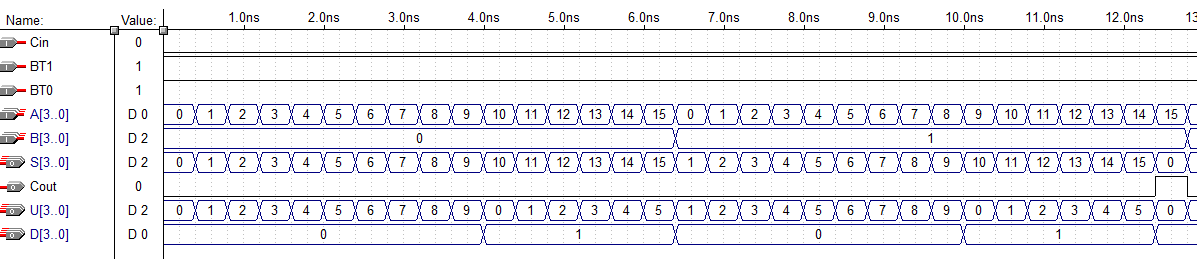 Name: Value: 1.0ns 2.0ns 3.0ns 4.0ns 5.0ns 6.0ns 7.0ns 8.0ns 9.0ns 10.0ns 11.0ns 12.0ns 13
Cin 0
BT1 1
BT0 1
A[3..0] D 0 0 1 2 3 4 5 6 7 8 9 10 11 12 13 14 15 0 1 2 3 4 5 6 7 8 9 10 11 12 13 14 15
B[3..0] D 2 0 1
S[3..0] D 2 0 1 2 3 4 5 6 7 8 9 10 11 12 13 14 15 1 2 3 4 5 6 7 8 9 10 11 12 13 14 15 0
Cout 0
U[3..0] D 2 0 1 2 3 4 5 6 7 8 9 0 1 2 3 4 5 1 2 3 4 5 6 7 8 9 0 1 2 3 4 5 0
D[3..0] D 0 0 1 0 1